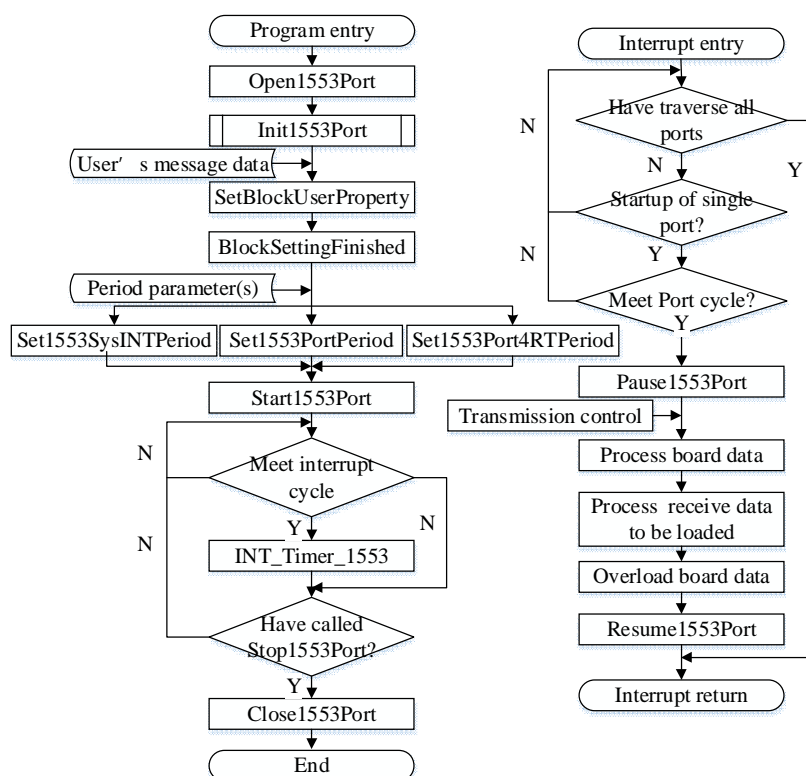 Program entry
Open1553Port
Init1553Port
User's message data
SetBlockUserProperty
BlockSettingFinished
Period parameter(s)
Set1553SysINTPeriod
Set1553PortPeriod
Set1553Port4RTPeriod
Start1553Port
N
Meet interrupt
cycle
N
Y
N
INT_Timer_1553
Have called
Stop1553Port?
Y
Close1553Port
End
Interrupt entry
Have traverse all
ports
N
N
Y
Startup of single
port?
N
Y
Meet Port cycle?
Y
Pause1553Port
Transmission control
Process board data
Process receive data
to be loaded
Overload board data
Resume1553Port
Interrupt return